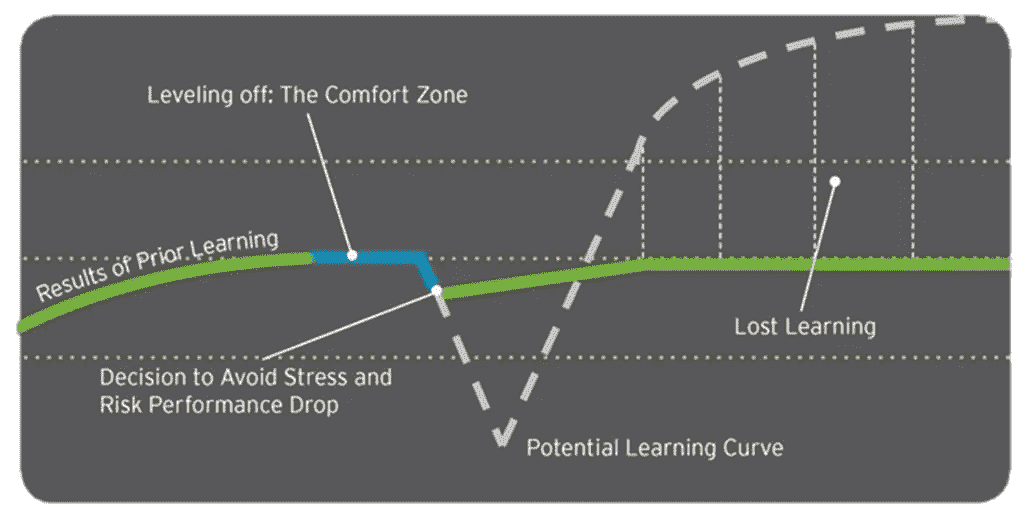 Leveling off: The Comfort Zone
Results of Prior Learning
Lost Learning
Decision to Avoid Stress and
Risk Performance Drop
Potential Learning Curve